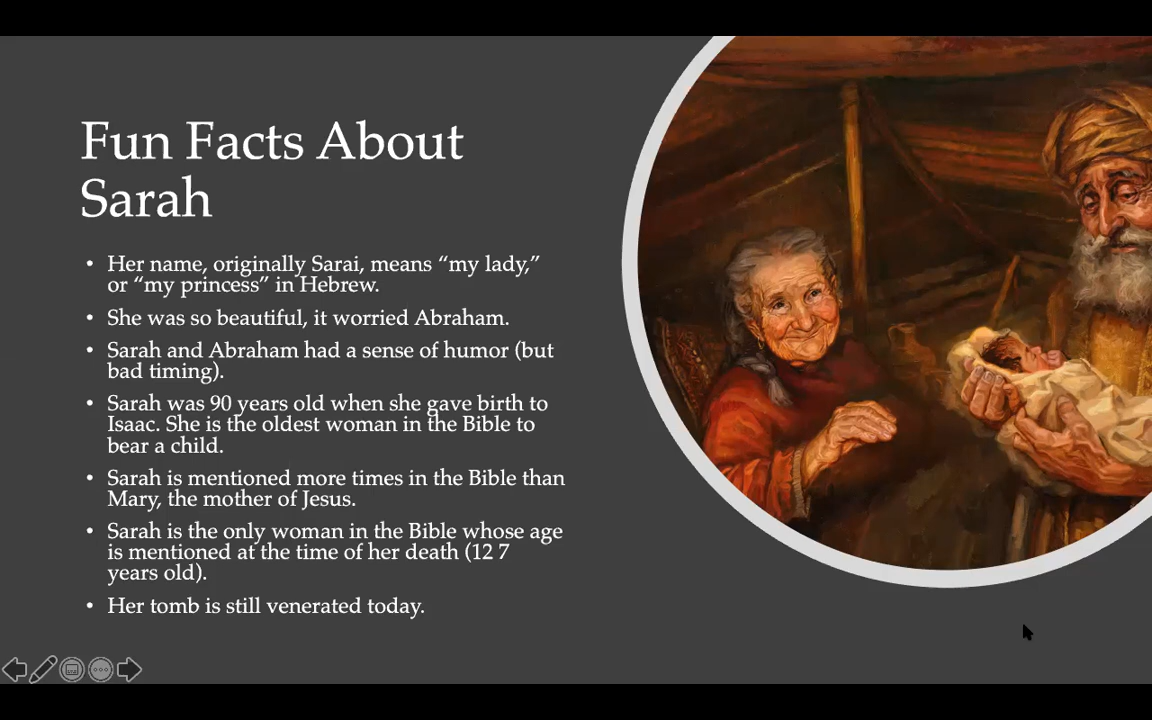 Fun Facts About
Sarah
• Her name, originally Sarai, means “my lady,”
or “my princess” in Hebrew.
• She was so beautiful, it worried Abraham.
• Sarah and Abraham had a sense of humor (but
bad timing).
• Sarah was 90 years old when she gave birth to
Isaac. She is the oldest woman in the Bible to
bear a child.
• Sarah is mentioned more times in the Bible than
Mary, the mother of Jesus.
• Sarah is the only woman in the Bible whose age
is mentioned at the time of her death (12 7
years old).
• Her tomb is still venerated today.